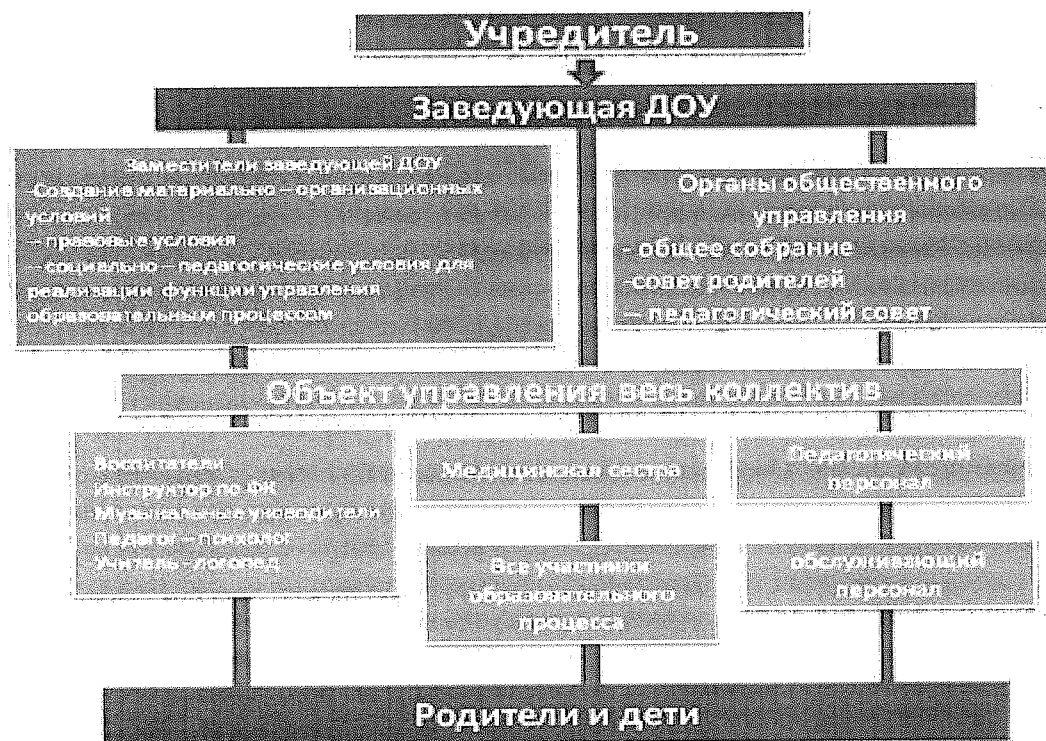 Учредитель
Заведующая ДОУ
Заместители заведующей ДОУ
-Создание материально – организационных
условий
– правовые условия
– социально – педагогические условия для
реализации функции управления
образовательным процессом
Органы общественного
управления
- общее собрание
-совет родителей
– педагогический совет
Объект управления весь коллектив
Воспитатели
Инструктор по ФК
Музыкальные уководители
Педагог – психолог
Учитель -логопед
Медицинская сестра
Педагогический
персонал
Все участники
образовательного
процесса
обслуживающий
персонал
Родители и дети